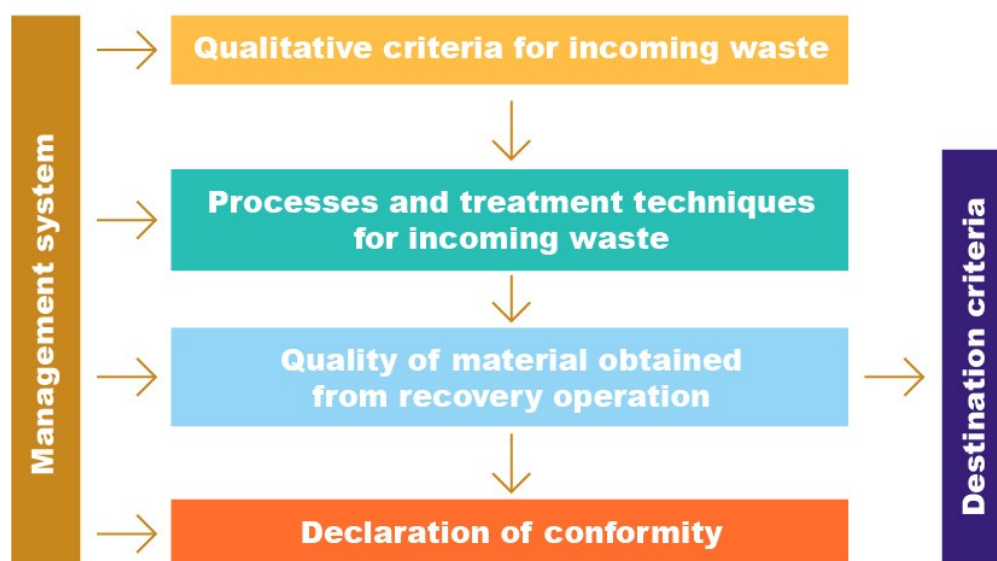 Management system
Qualitative criteria for incoming waste
Processes and treatment techniques
for incoming waste
Quality of material obtained
from recovery operation
Declaration of conformity
Destination criteria